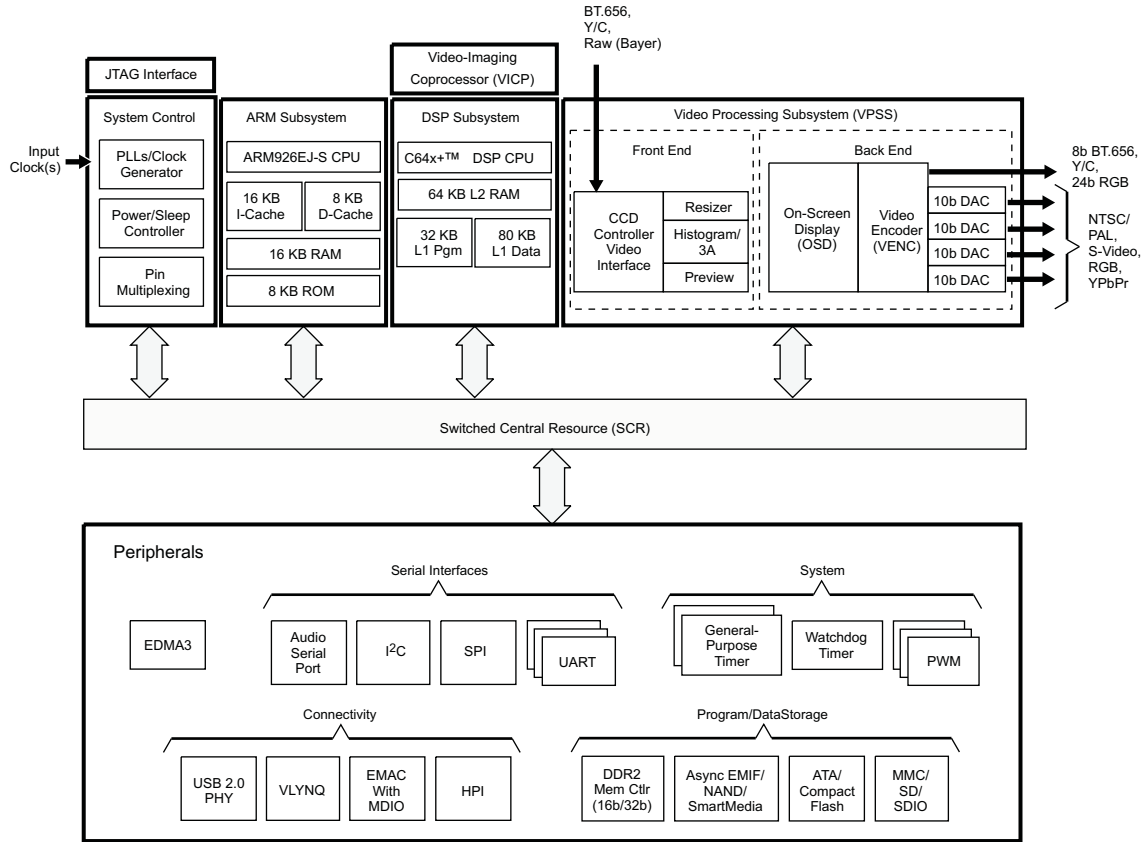 BT.656,
Y/C,
Raw (Bayer)
JTAG Interface
Video-Imaging
Coprocessor (VICP)
System Control
ARM Subsystem
DSP Subsystem
Video Processing Subsystem (VPSS)
Input
Clock(s)
PLLs/Clock
Generator
Power/Sleep
Controller
Pin
Multiplexing
ARM926EJ-S CPU
16 KB
I-Cache
8 KB
D-Cache
16 KB RAM
8 KB ROM
C64x+™ DSP CPU
64 KB L2 RAM
32 KB
L1 Pgm
80 KB
L1 Data
Front End
CCD
Controller
Video
Interface
Resizer
Histogram/
3A
Preview
Back End
On-Screen
Display
(OSD)
Video
Encoder
(VENC)
10b DAC
10b DAC
10b DAC
10b DAC
8b BT.656,
Y/C,
24b RGB
NTSC/
PAL,
S-Video,
RGB,
YPbPr
Switched Central Resource (SCR)
Peripherals
Serial Interfaces
System
EDMA3
Audio
Serial
Port
I²C
SPI
UART
General-
Purpose
Timer
Watchdog
Timer
PWM
Connectivity
Program/DataStorage
USB 2.0
PHY
VLYNQ
EMAC
With
MDIO
HPI
DDR2
Mem Ctlr
(16b/32b)
Async EMIF/
NAND/
SmartMedia
ATA/
Compact
Flash
MMC/
SD/
SDIO